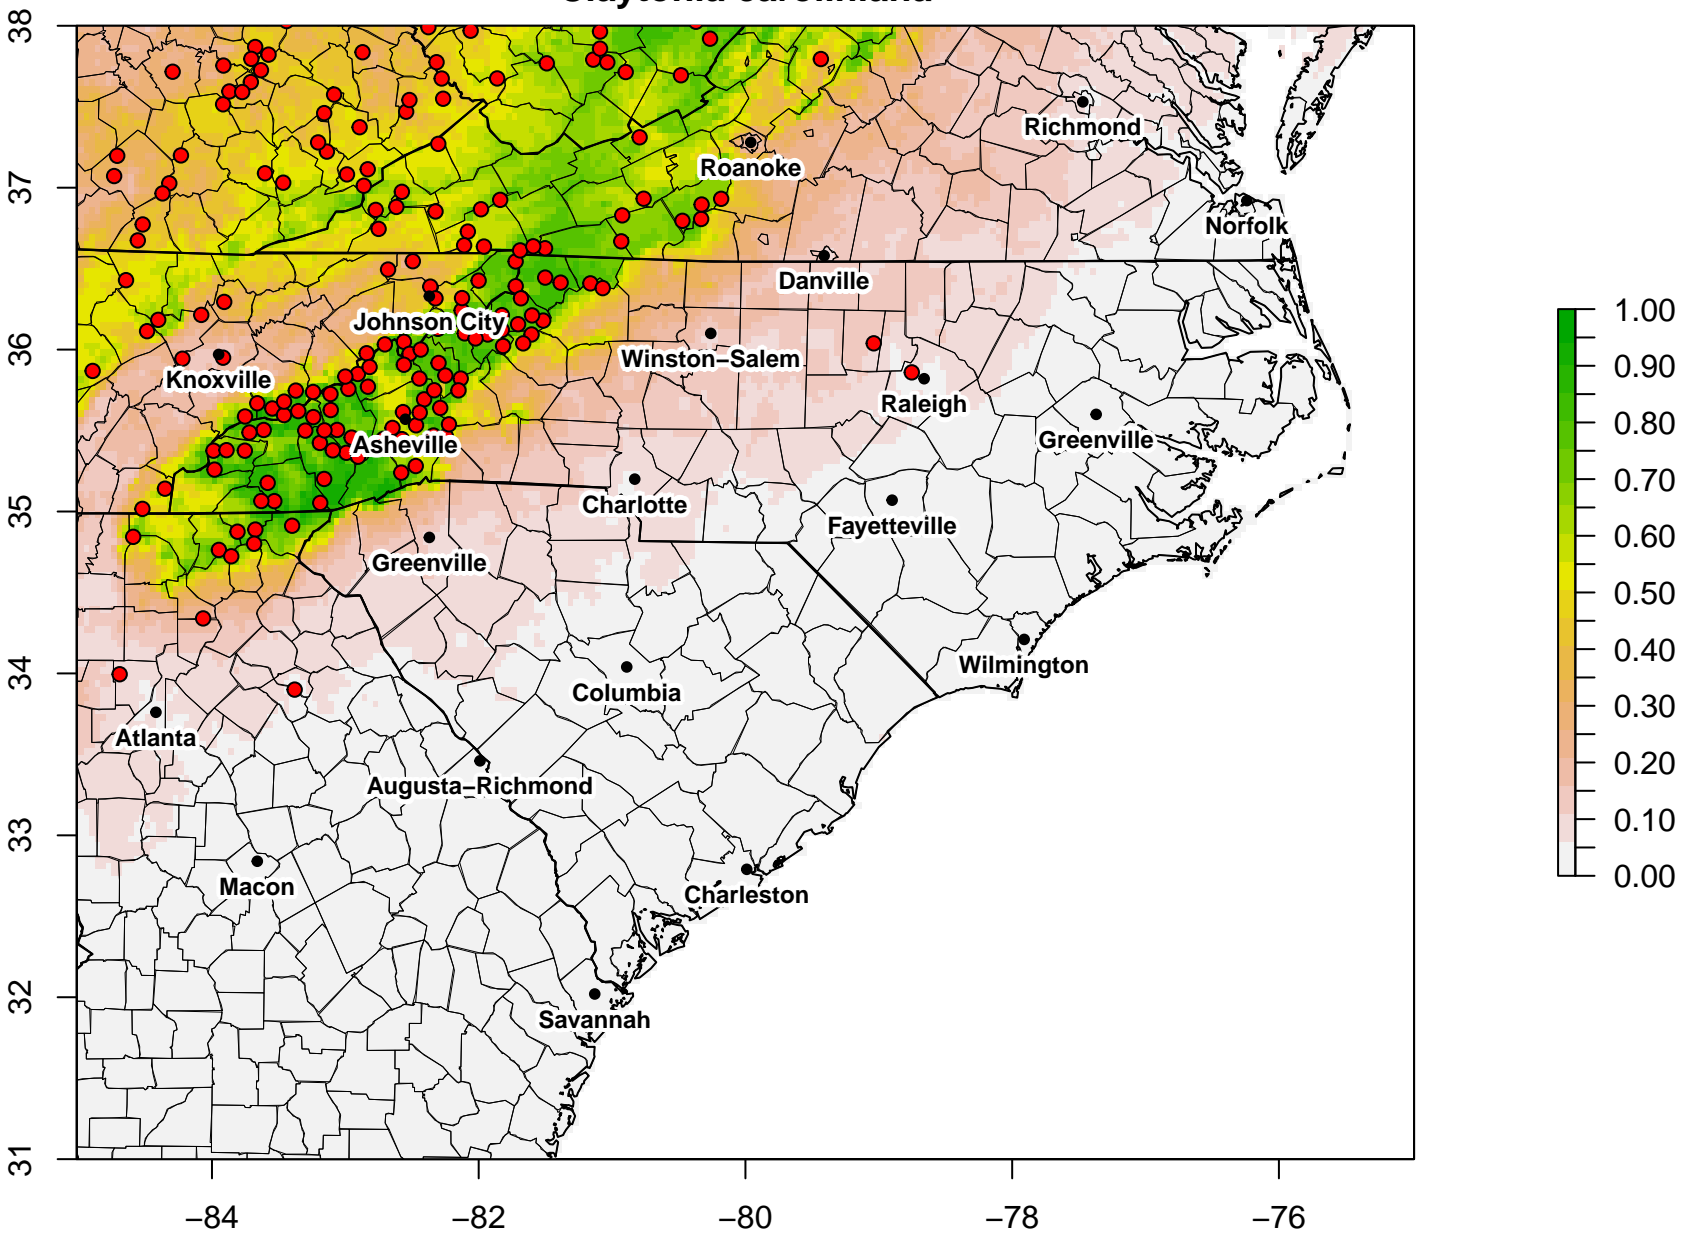 Claytonia caroliniana
38
37
36
35
34
33
32
31
Richmond
Roanoke
Norfolk
Danville
Johnson City
Winston−Salem
Knoxville
Raleigh
Greenville
Asheville
Charlotte
Fayetteville
Greenville
Wilmington
Columbia
Atlanta
Augusta−Richmond
Macon
Charleston
Savannah
−84
−82
−80
−78
−76
1.00
0.90
0.80
0.70
0.60
0.50
0.40
0.30
0.20
0.10
0.00